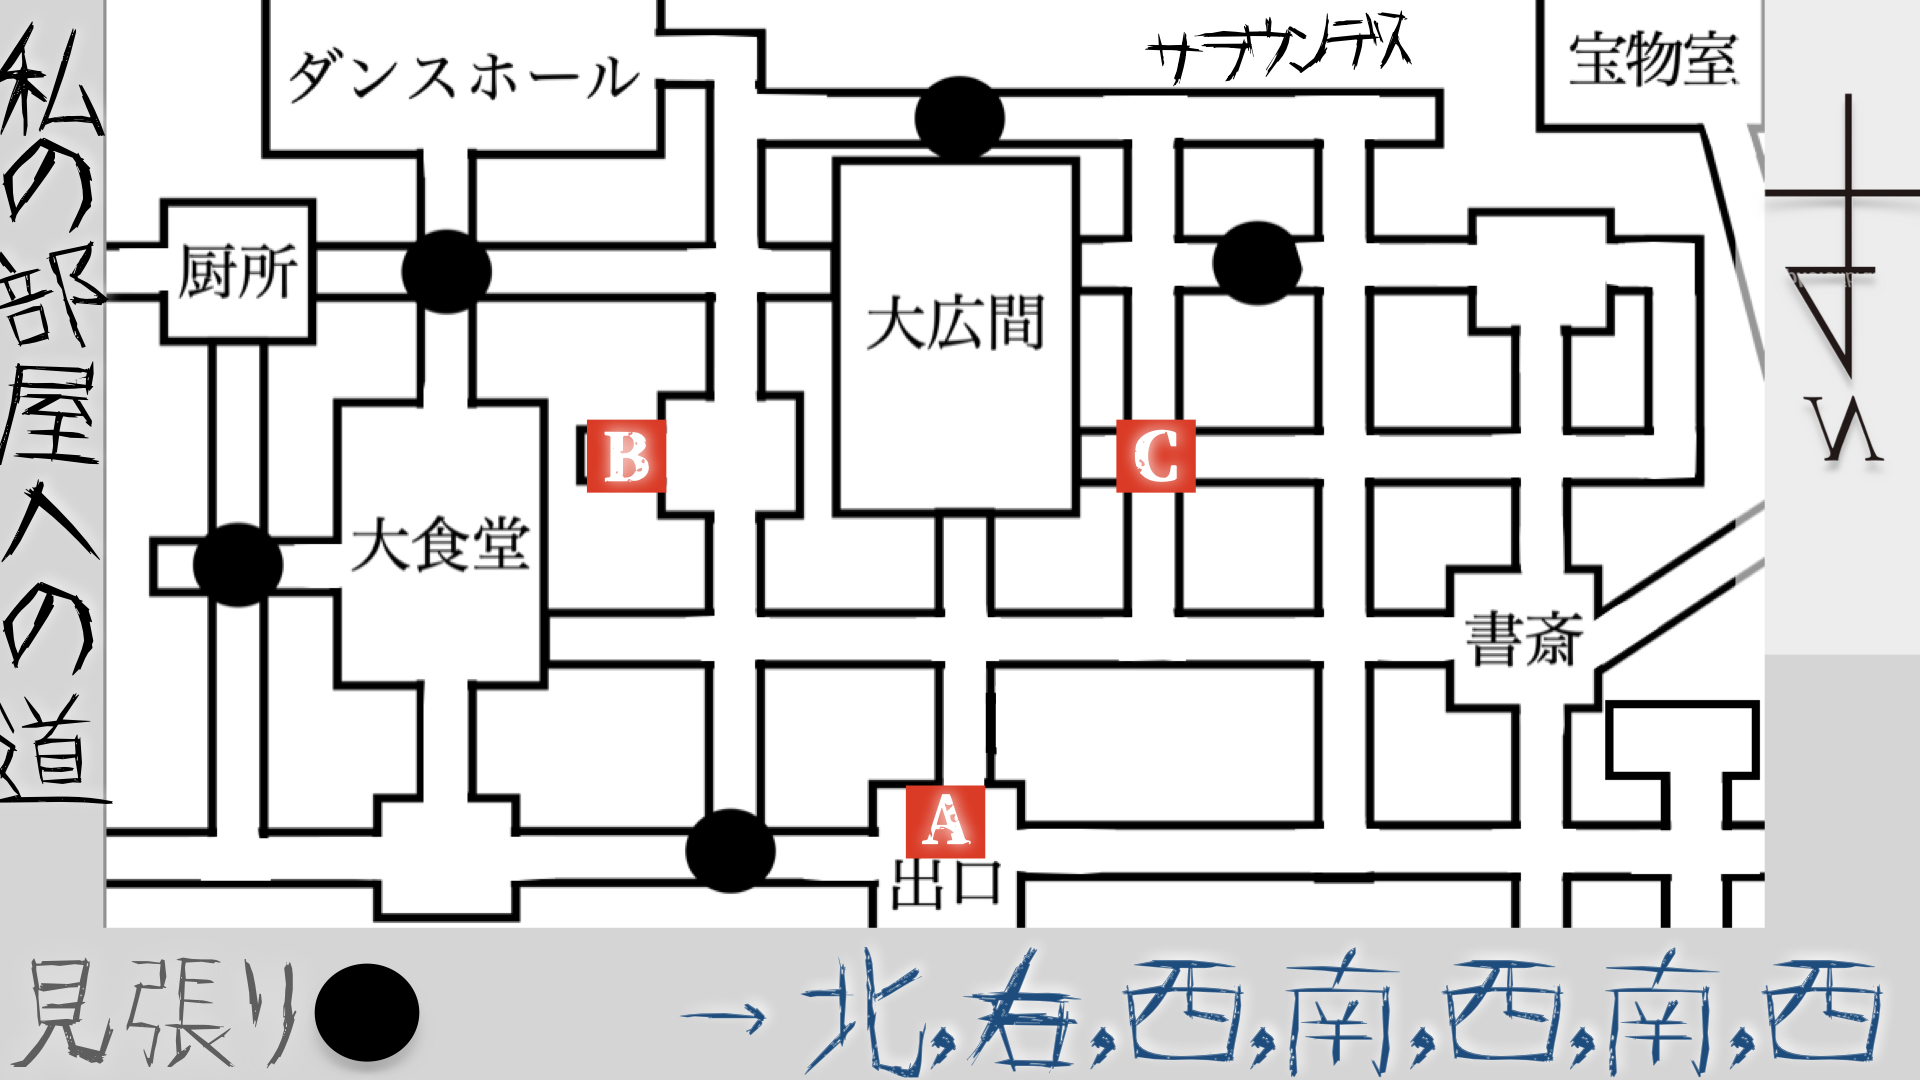 サデウンデス
ダンスホール
宝物室
厨所
大広間
B
C
大食堂
書斎
A
出口
私の部屋への道
N
見張り
→北,右,西,南,西,南,西